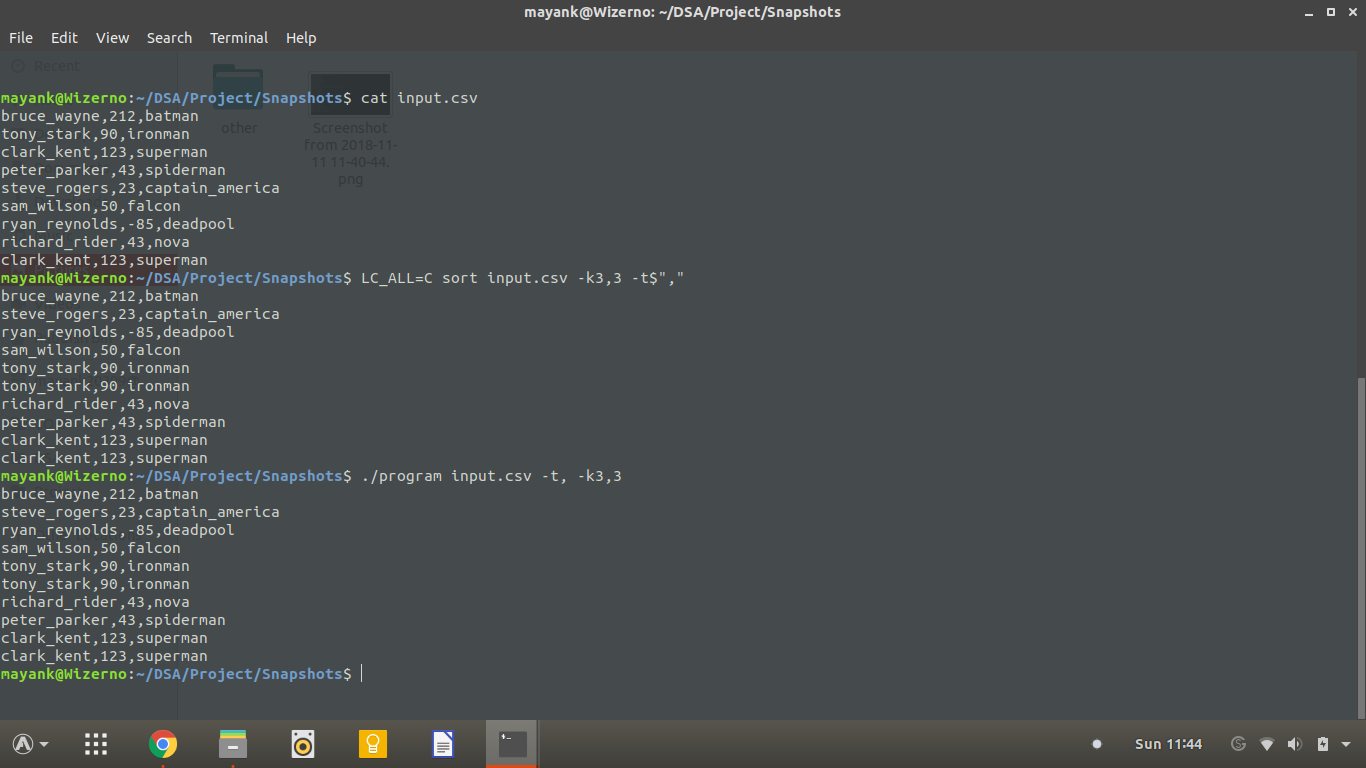 mayank@Wizerno: ~/DSA/Project/Snapshots
File Edit View Search Terminal Help
Recent
other
Screenshot
from 2018-11-
11 11-40-44.
png
mayank@Wizerno:~/DSA/Project/Snapshots$ cat input.csv
bruce_wayne,212,batman
tony_stark,90,ironman
clark_kent,123,superman
peter_parker,43,spiderman
steve_rogers,23,captain_america
sam_wilson,50,falcon
ryan_reynolds,-85,deadpool
richard_rider,43,nova
clark_kent,123,superman
mayank@Wizerno:~/DSA/Project/Snapshots$ LC_ALL=C sort input.csv -k3,3 -t$","
bruce_wayne,212,batman
steve_rogers,23,captain_america
ryan_reynolds,-85,deadpool
sam_wilson,50,falcon
tony_stark,90,ironman
tony_stark,90,ironman
richard_rider,43,nova
peter_parker,43,spiderman
clark_kent,123,superman
clark_kent,123,superman
mayank@Wizerno:~/DSA/Project/Snapshots$ ./program input.csv -t, -k3,3
bruce_wayne,212,batman
steve_rogers,23,captain_america
ryan_reynolds,-85,deadpool
sam_wilson,50,falcon
tony_stark,90,ironman
tony_stark,90,ironman
richard_rider,43,nova
peter_parker,43,spiderman
clark_kent,123,superman
clark_kent,123,superman
mayank@Wizerno:~/DSA/Project/Snapshots$
Sun 11:44